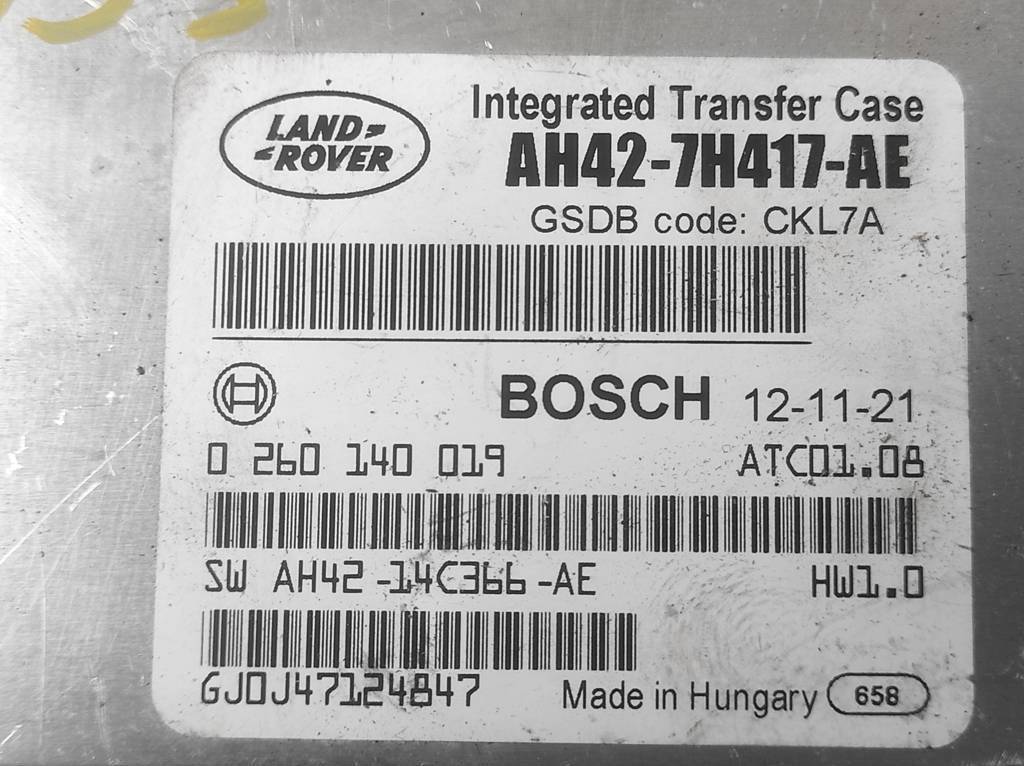 LAND ROVER
Integrated Transfer Case
AH42-7H417-AE
GSDB code: CKL7A
BOSCH 12-11-21
0 260 140 019 ATC01.08
SW AH42-14C366-AE HW1.0
GJ0J47124847 Made in Hungary 658